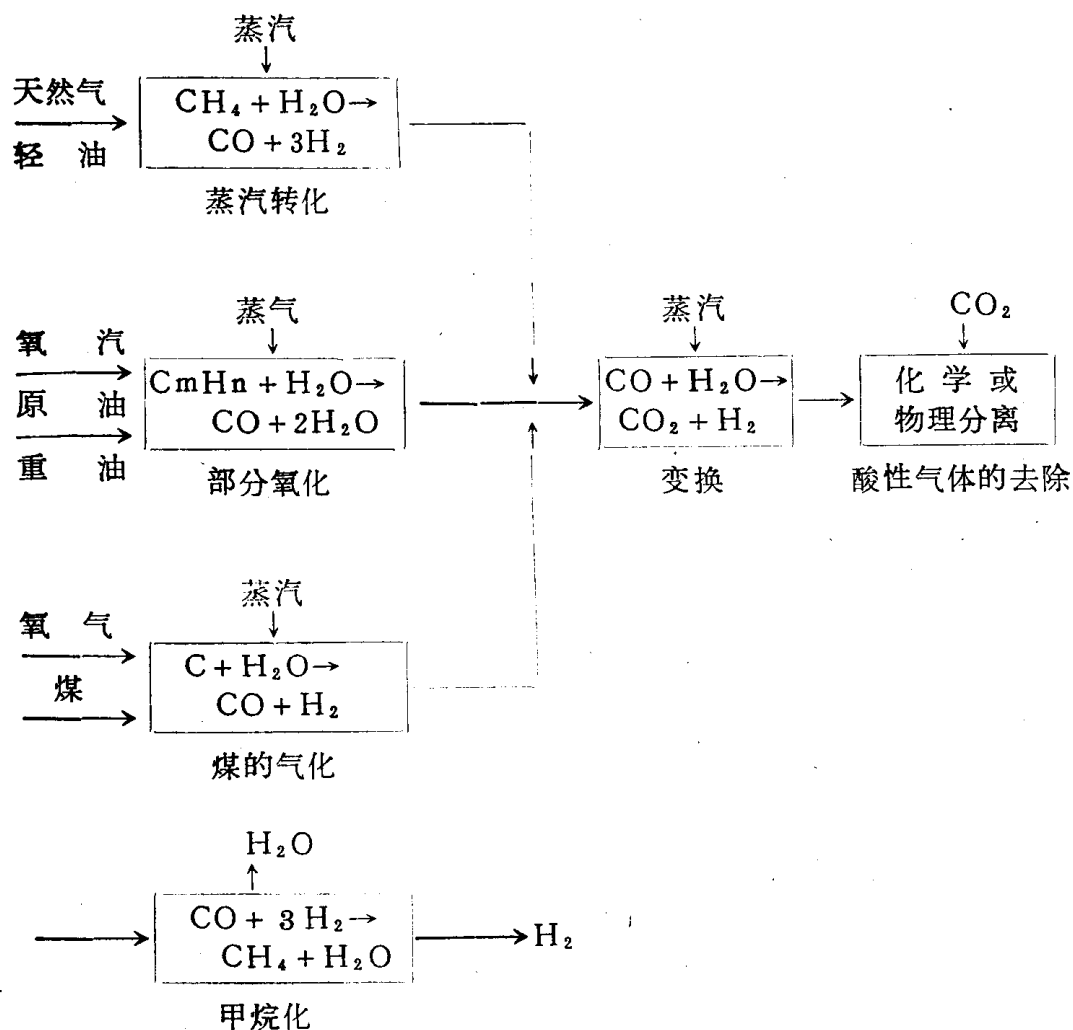 蒸汽
天然气
轻 油
CH₄ + H₂O→
CO + 3H₂
蒸汽转化
蒸气
氧 汽
原 油
重 油
CmHn + H₂O→
CO + 2H₂O
部分氧化
蒸汽
CO + H₂O→
CO₂ + H₂
变换
CO₂
化 学 或
物理分离
酸性气体的去除
蒸汽
氧 气
煤
C + H₂O→
CO + H₂
煤的气化
H₂O
CO + 3H₂→
CH₄ + H₂O
H₂
甲烷化